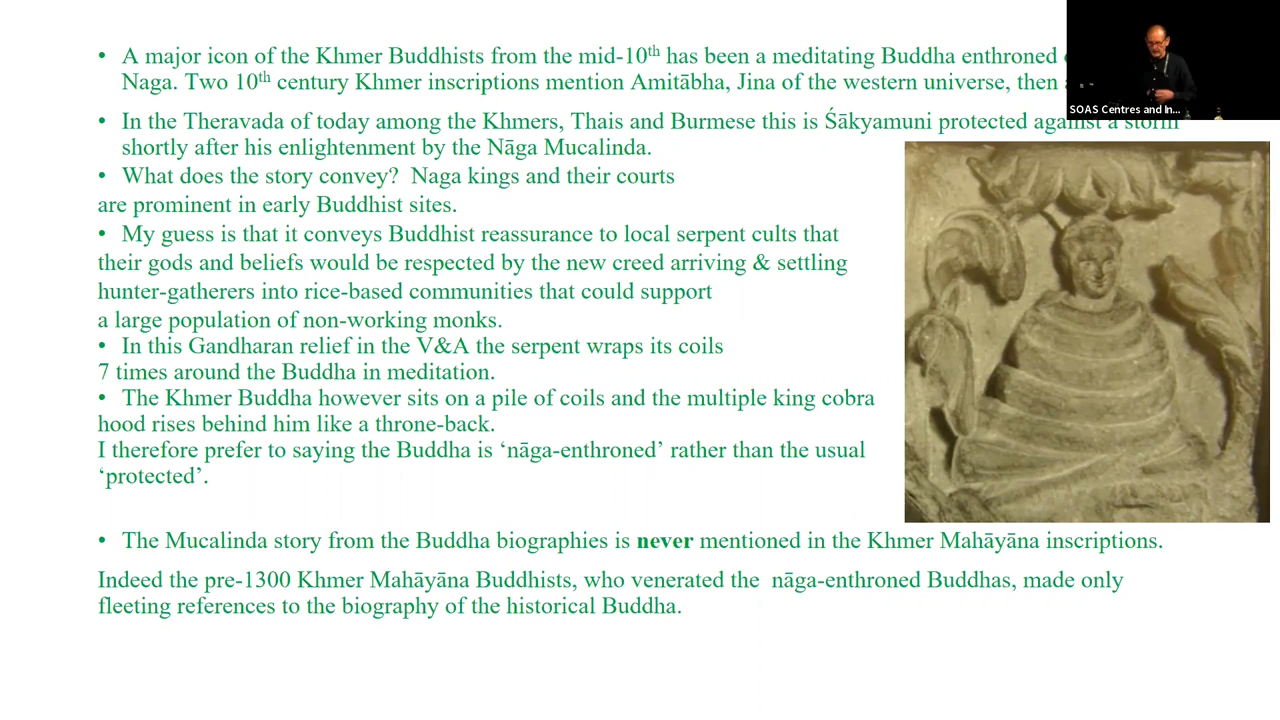 • A major icon of the Khmer Buddhists from the mid-10th has been a meditating Buddha enthroned
Naga. Two 10th century Khmer inscriptions mention Amitābha, Jina of the western universe, then
SOAS Centres and In...
• In the Theravada of today among the Khmers, Thais and Burmese this is Śākyamuni protected against a storm
shortly after his enlightenment by the Nāga Mucalinda.
• What does the story convey? Naga kings and their courts
are prominent in early Buddhist sites.
• My guess is that it conveys Buddhist reassurance to local serpent cults that
their gods and beliefs would be respected by the new creed arriving & settling
hunter-gatherers into rice-based communities that could support
a large population of non-working monks.
• In this Gandharan relief in the V&A the serpent wraps its coils
7 times around the Buddha in meditation.
• The Khmer Buddha however sits on a pile of coils and the multiple king cobra
hood rises behind him like a throne-back.
I therefore prefer to saying the Buddha is ‘nāga-enthroned’ rather than the usual
‘protected’.
• The Mucalinda story from the Buddha biographies is never mentioned in the Khmer Mahāyāna inscriptions.
Indeed the pre-1300 Khmer Mahāyāna Buddhists, who venerated the nāga-enthroned Buddhas, made only
fleeting references to the biography of the historical Buddha.